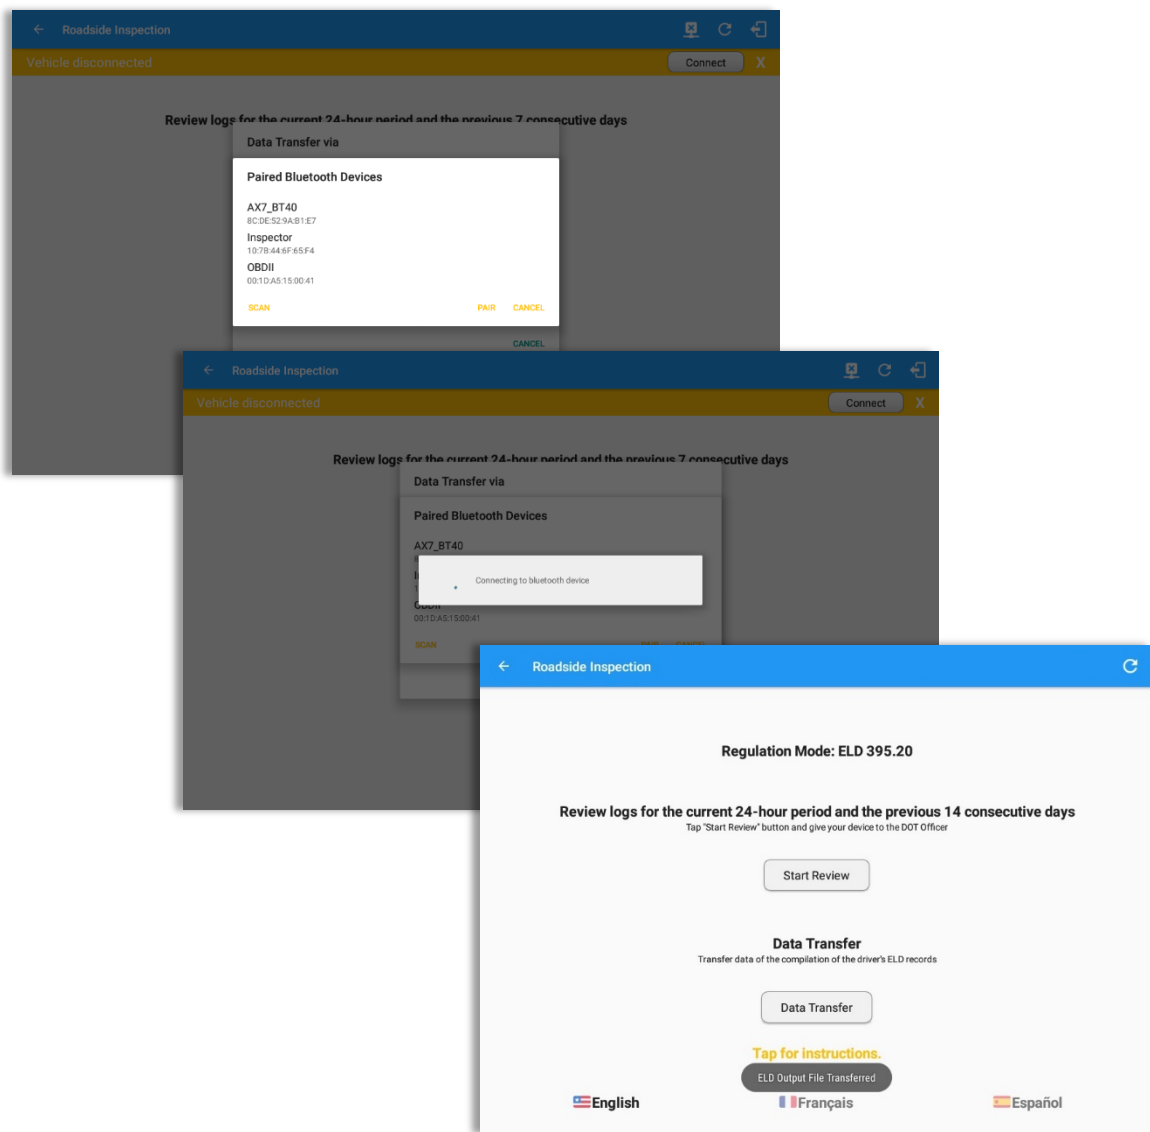 Roadside Inspection
Vehicle disconnected
Connect X
Review logs for the current 24-hour period and the previous 7 consecutive days
Data Transfer via
Paired Bluetooth Devices
AX7_BT40
8C:DE:52:9A:B1:E7
Inspector
10:7B:44:6F:65:F4
OBDII
00:1D:A5:15:00:41
SCAN PAIR CANCEL
CANCEL
Roadside Inspection
Vehicle disconnected
Connect X
Review logs for the current 24-hour period and the previous 7 consecutive days
Data Transfer via
Paired Bluetooth Devices
AX7_BT40
Connecting to bluetooth device
OBDII
00:1D:A5:15:00:41
SCAN PAIR CANCEL
Roadside Inspection
Regulation Mode: ELD 395.20
Review logs for the current 24-hour period and the previous 14 consecutive days
Tap "Start Review" button and give your device to the DOT Officer
Start Review
Data Transfer
Transfer data of the compilation of the driver's ELD records
Data Transfer
Tap for instructions.
ELD Output File Transferred
English Français Español